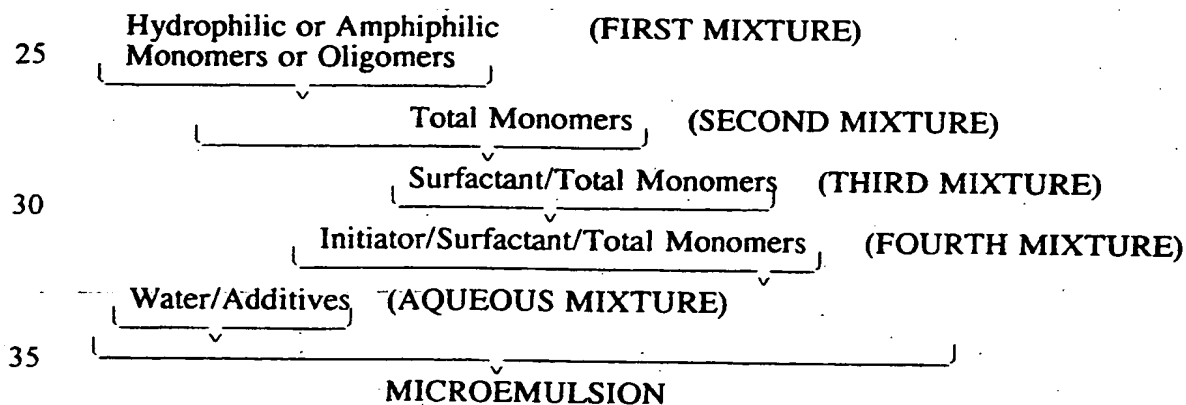 Hydrophilic or Amphiphilic (FIRST MIXTURE)
25 Monomers or Oligomers
Total Monomers (SECOND MIXTURE)
Surfactant/Total Monomers (THIRD MIXTURE)
30
Initiator/Surfactant/Total Monomers (FOURTH MIXTURE)
Water/Additives (AQUEOUS MIXTURE)
35
MICROEMULSION